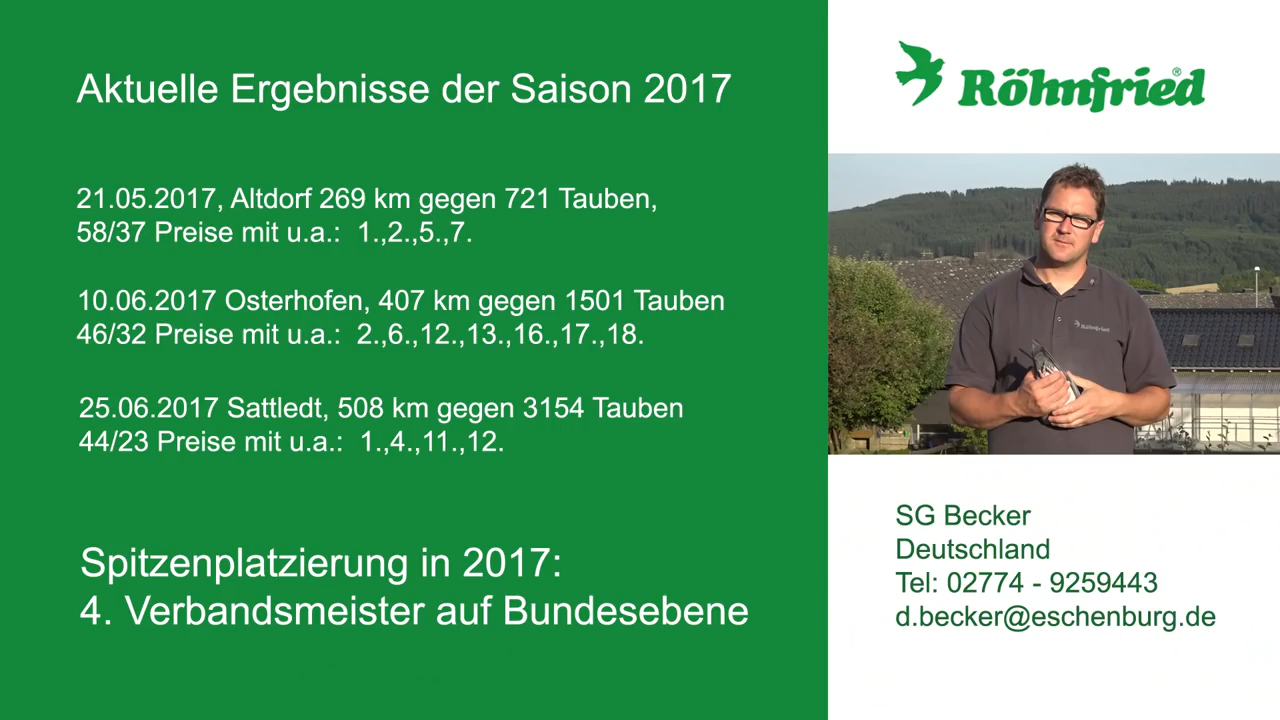 Aktuelle Ergebnisse der Saison 2017
21.05.2017, Altdorf 269 km gegen 721 Tauben,
58/37 Preise mit u.a.: 1.,2.,5.,7.
10.06.2017 Osterhofen, 407 km gegen 1501 Tauben
46/32 Preise mit u.a.: 2.,6.,12.,13.,16.,17.,18.
25.06.2017 Sattledt, 508 km gegen 3154 Tauben
44/23 Preise mit u.a.: 1.,4.,11.,12.
Spitzenplatzierung in 2017:
4. Verbandsmeister auf Bundesebene
Röhnfried®
Röhnfried
SG Becker
Deutschland
Tel: 02774 - 9259443
d.becker@eschenburg.de